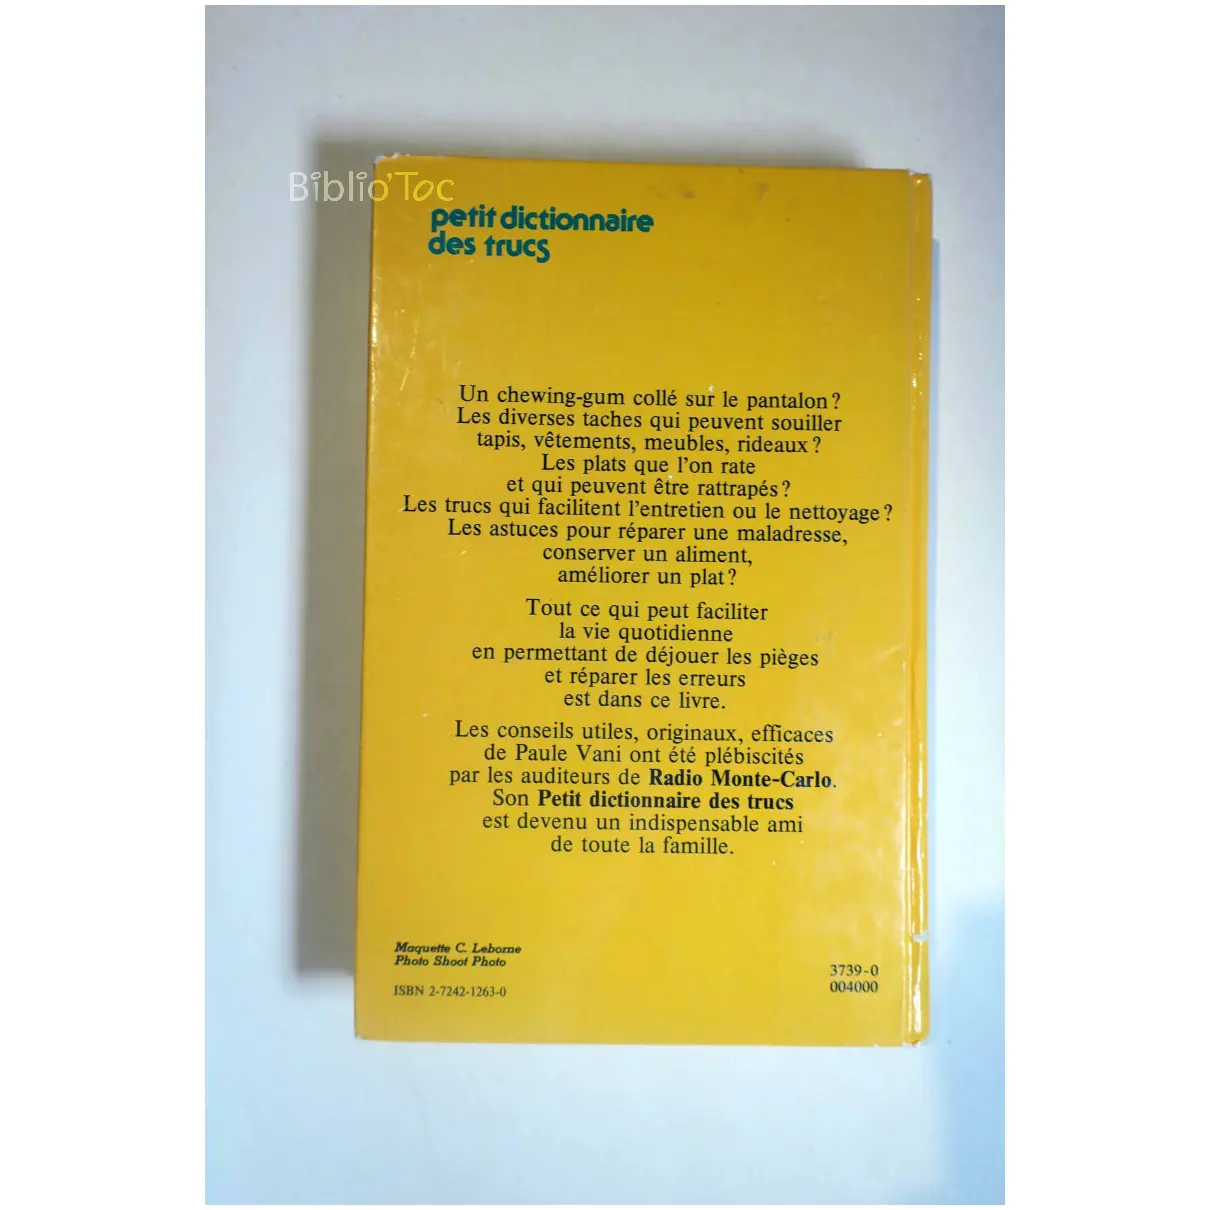 Biblio'Toc
petit dictionnaire
des trucs
Un chewing-gum collé sur le pantalon ?
Les diverses taches qui peuvent souiller
tapis, vêtements, meubles, rideaux ?
Les plats que l'on rate
et qui peuvent être rattrapés ?
Les trucs qui facilitent l'entretien ou le nettoyage ?
Les astuces pour réparer une maladresse,
conserver un aliment,
améliorer un plat ?
Tout ce qui peut faciliter
la vie quotidienne
en permettant de déjouer les pièges
et réparer les erreurs
est dans ce livre.
Les conseils utiles, originaux, efficaces
de Paule Vani ont été plébiscités
par les auditeurs de Radio Monte-Carlo.
Son Petit dictionnaire des trucs
est devenu un indispensable ami
de toute la famille.
Maquette C. Leborne
Photo Shoot Photo
ISBN 2-7242-1263-0
3739-0
004000